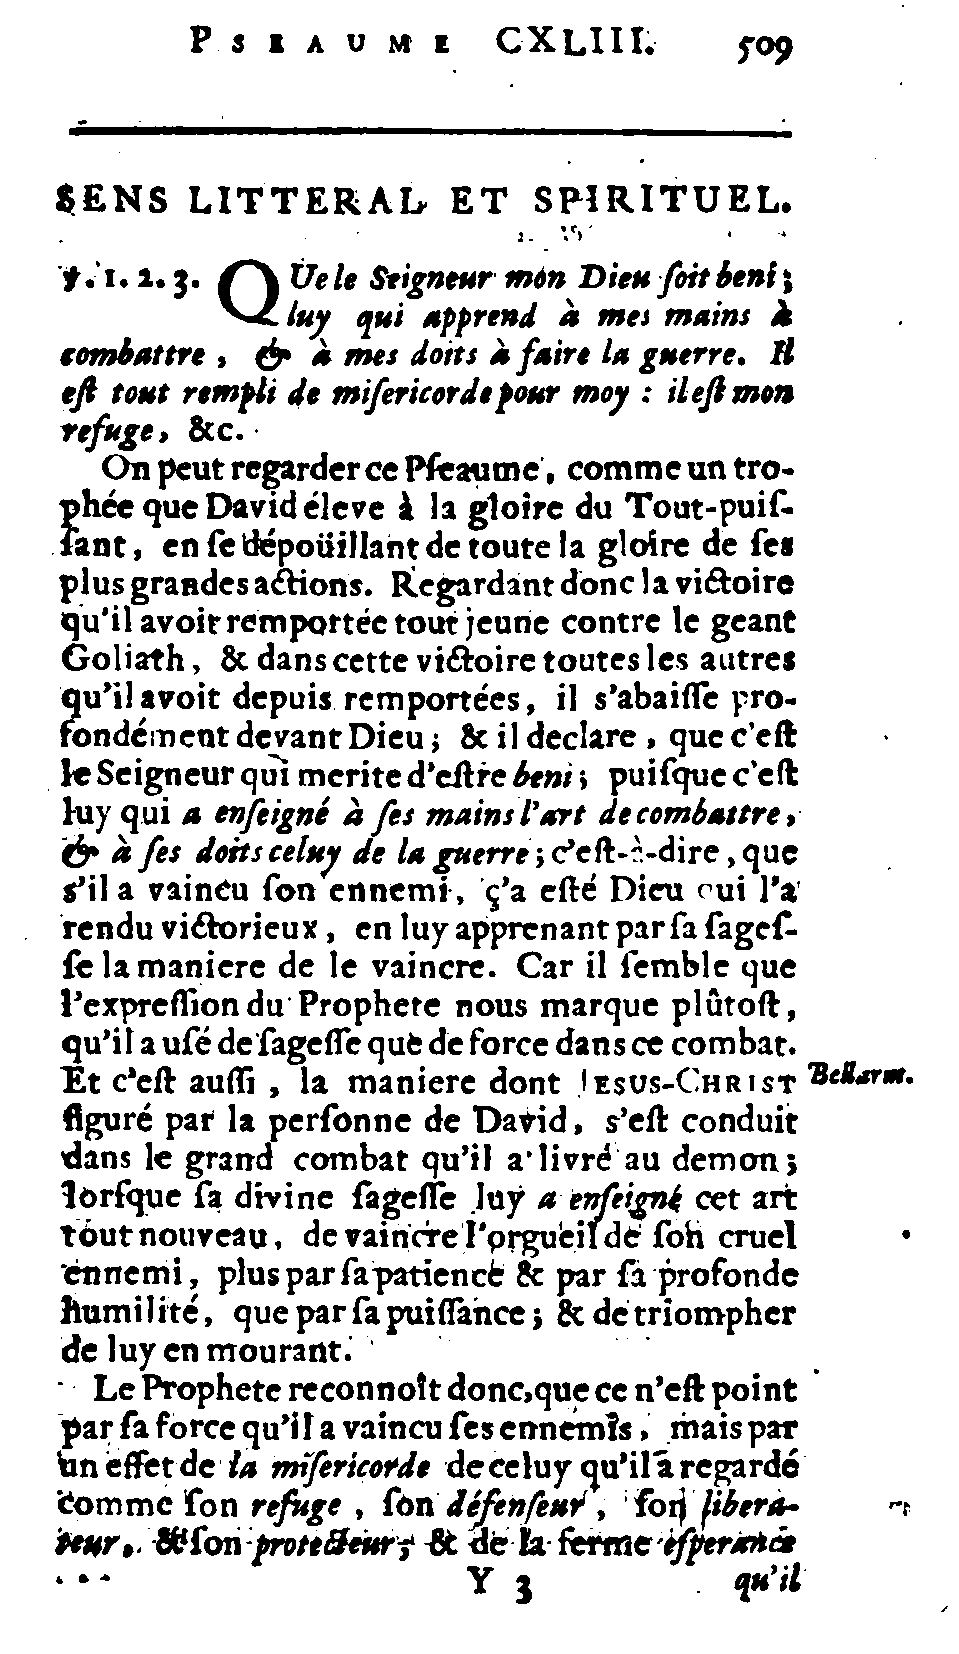 PSEAUME CXLIII. 509
SENS LITTERAL ET SPIRITUEL.
℣. 1. 2. 3. QUe le Seigneur mon Dieu ſoit beni ;
luy qui apprend à mes mains à
combattre , & à mes doits à faire la guerre. Il
eſt tout rempli de miſericorde pour moy : il eſt mon
refuge, &c.
On peut regarder ce Pſeaume, comme un tro-
phée que David éleve à la gloire du Tout-puiſ-
ſant, en ſe dépoüillant de toute la gloire de ſes
plus grandes actions. Regardant donc la victoire
qu'il avoit remportée tout jeune contre le geant
Goliath, & dans cette victoire toutes les autres
qu'il avoit depuis remportées, il s'abaiſſe pro-
fondément devant Dieu ; & il declare , que c'eſt
le Seigneur qui merite d'eſtre beni ; puiſque c'eſt
luy qui a enſeigné à ſes mains l'art de combattre,
& à ſes doits celuy de la guerre ; c'eſt-à-dire , que
s'il a vaincu ſon ennemi, ç'a eſté Dieu qui l'a
rendu victorieux , en luy apprenant par ſa ſageſ-
ſe la maniere de le vaincre. Car il ſemble que
l'expreſſion du Prophete nous marque plûtoſt,
qu'il a uſé de ſageſſe que de force dans ce combat.
Et c'eſt auſſi , la maniere dont JESUS-CHRIST Bellarm.
figuré par la perſonne de David, s'eſt conduit
dans le grand combat qu'il a livré au demon ;
lorſque ſa divine ſageſſe luy a enſeigné cet art
tout nouveau, de vaincre l'orgueil de ſon cruel
ennemi, plus par ſa patience & par ſa profonde
humilité, que par ſa puiſſance ; & de triompher
de luy en mourant.
Le Prophete reconnoît donc, que ce n'eſt point
par ſa force qu'il a vaincu ſes ennemis, mais par
un effet de la miſericorde de celuy qu'il a regardé
comme ſon refuge , ſon défenſeur , ſon libera-
teur, & ſon protecteur ; & de la ferme eſperance
Y 3 qu'il